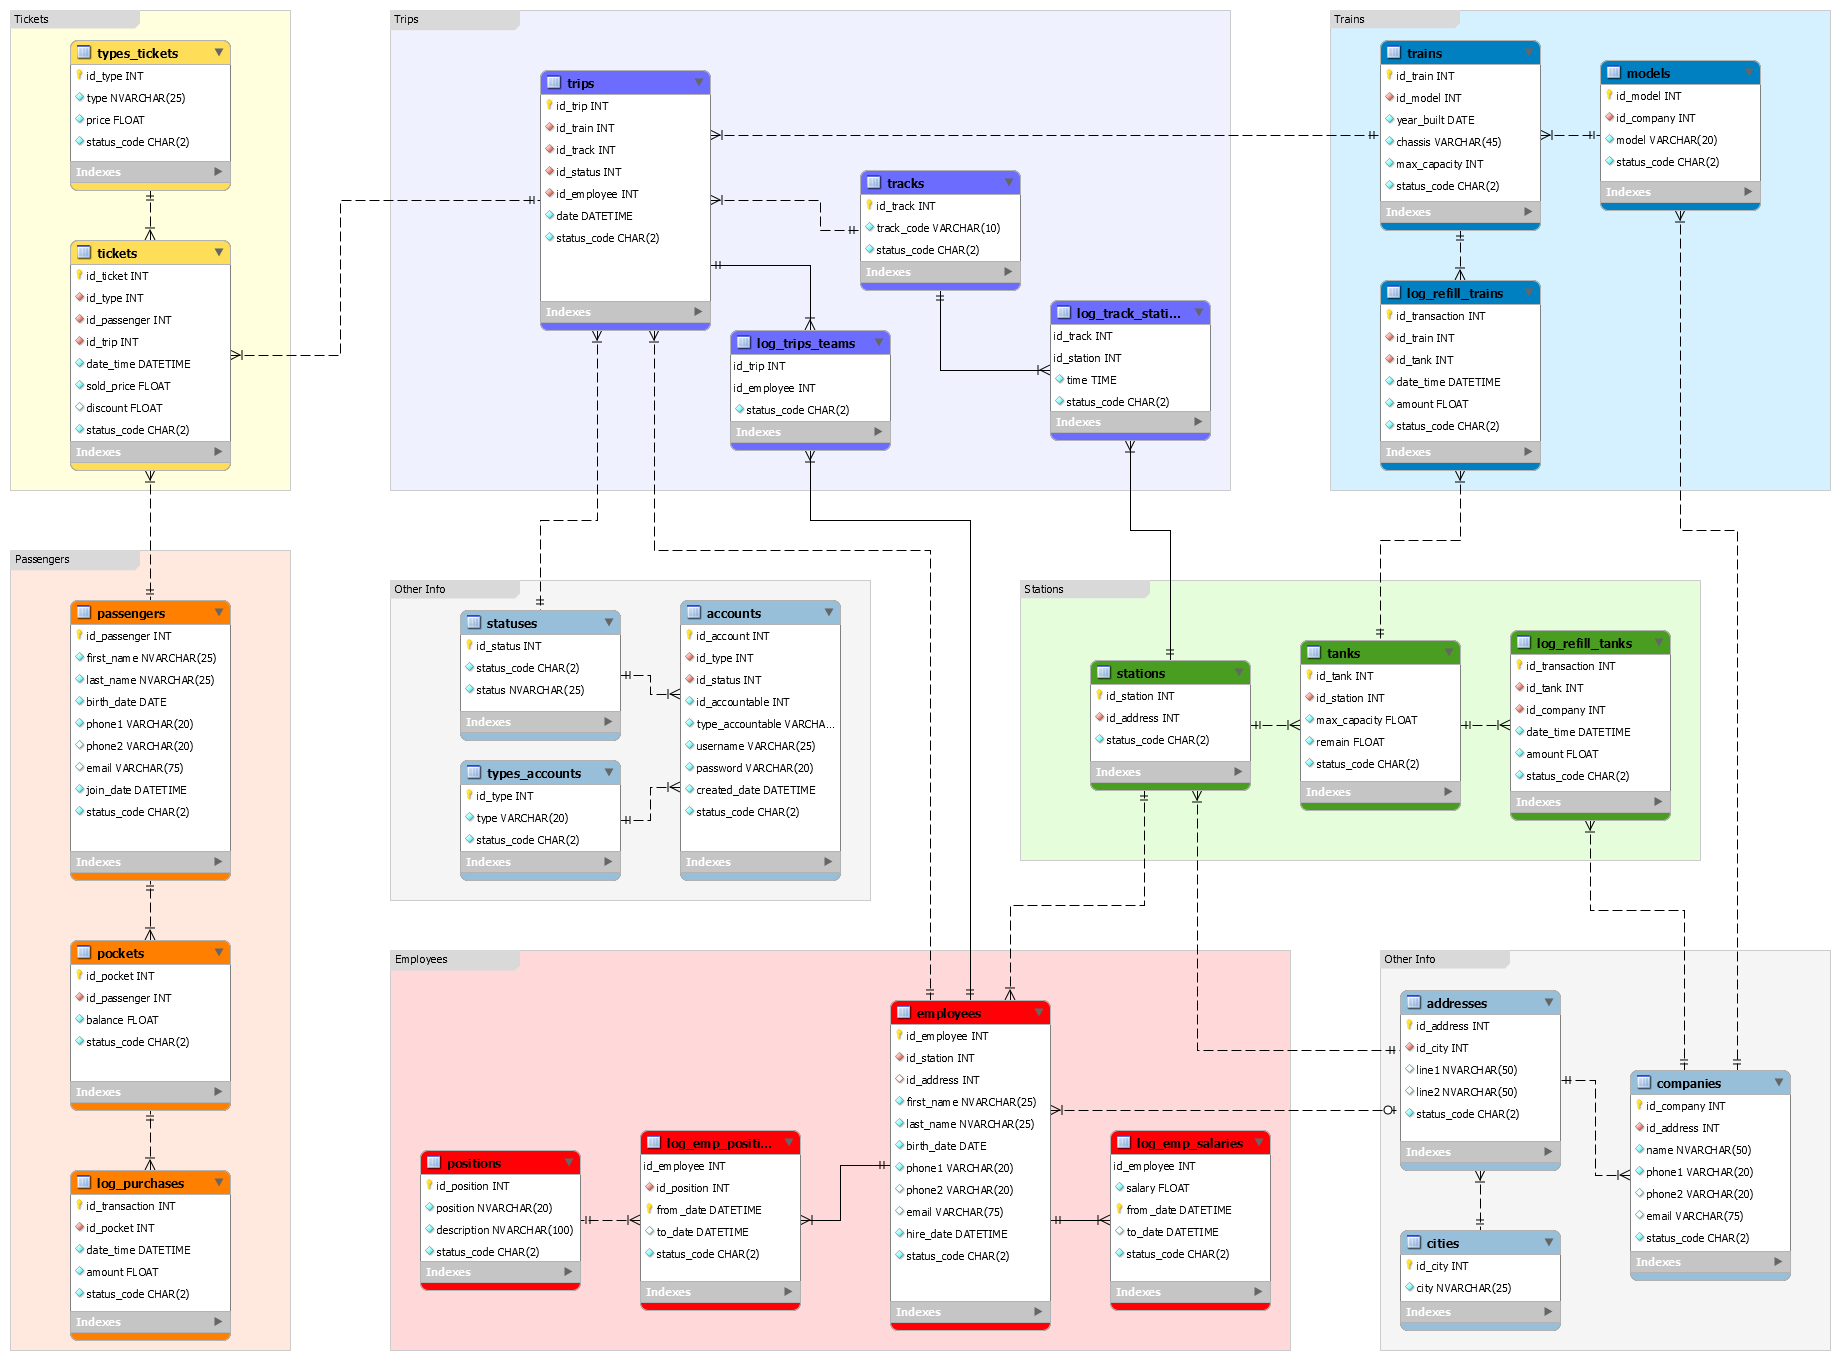 Tickets
types_tickets
id_type INT
type NVARCHAR(25)
price FLOAT
status_code CHAR(2)
Indexes
tickets
id_ticket INT
id_type INT
id_passenger INT
id_trip INT
date_time DATETIME
sold_price FLOAT
discount FLOAT
status_code CHAR(2)
Indexes
Trips
trips
id_trip INT
id_train INT
id_track INT
id_status INT
id_employee INT
date DATETIME
status_code CHAR(2)
Indexes
tracks
id_track INT
track_code VARCHAR(10)
status_code CHAR(2)
Indexes
log_trips_teams
id_trip INT
id_employee INT
status_code CHAR(2)
Indexes
log_track_stati...
id_track INT
id_station INT
time TIME
status_code CHAR(2)
Indexes
Trains
trains
id_train INT
id_model INT
year_built DATE
chassis VARCHAR(45)
max_capacity INT
status_code CHAR(2)
Indexes
models
id_model INT
id_company INT
model VARCHAR(20)
status_code CHAR(2)
Indexes
log_refill_trains
id_transaction INT
id_train INT
id_tank INT
date_time DATETIME
amount FLOAT
status_code CHAR(2)
Indexes
Passengers
passengers
id_passenger INT
first_name NVARCHAR(25)
last_name NVARCHAR(25)
birth_date DATE
phone1 VARCHAR(20)
phone2 VARCHAR(20)
email VARCHAR(75)
join_date DATETIME
status_code CHAR(2)
Indexes
pockets
id_pocket INT
id_passenger INT
balance FLOAT
status_code CHAR(2)
Indexes
log_purchases
id_transaction INT
id_pocket INT
date_time DATETIME
amount FLOAT
status_code CHAR(2)
Indexes
Other Info
statuses
id_status INT
status_code CHAR(2)
status NVARCHAR(25)
Indexes
types_accounts
id_type INT
type VARCHAR(20)
status_code CHAR(2)
Indexes
accounts
id_account INT
id_type INT
id_status INT
id_accountable INT
type_accountable VARCHA...
username VARCHAR(25)
password VARCHAR(20)
created_date DATETIME
status_code CHAR(2)
Indexes
Stations
stations
id_station INT
id_address INT
status_code CHAR(2)
Indexes
tanks
id_tank INT
id_station INT
max_capacity FLOAT
remain FLOAT
status_code CHAR(2)
Indexes
log_refill_tanks
id_transaction INT
id_tank INT
id_company INT
date_time DATETIME
amount FLOAT
status_code CHAR(2)
Indexes
Employees
positions
id_position INT
position NVARCHAR(20)
description NVARCHAR(100)
status_code CHAR(2)
Indexes
log_emp_positi...
id_employee INT
id_position INT
from_date DATETIME
to_date DATETIME
status_code CHAR(2)
Indexes
employees
id_employee INT
id_station INT
id_address INT
first_name NVARCHAR(25)
last_name NVARCHAR(25)
birth_date DATE
phone1 VARCHAR(20)
phone2 VARCHAR(20)
email VARCHAR(75)
hire_date DATETIME
status_code CHAR(2)
Indexes
log_emp_salaries
id_employee INT
salary FLOAT
from_date DATETIME
to_date DATETIME
status_code CHAR(2)
Indexes
Other Info
addresses
id_address INT
id_city INT
line1 NVARCHAR(50)
line2 NVARCHAR(50)
status_code CHAR(2)
Indexes
cities
id_city INT
city NVARCHAR(25)
Indexes
companies
id_company INT
id_address INT
name NVARCHAR(50)
phone1 VARCHAR(20)
phone2 VARCHAR(20)
email VARCHAR(75)
status_code CHAR(2)
Indexes